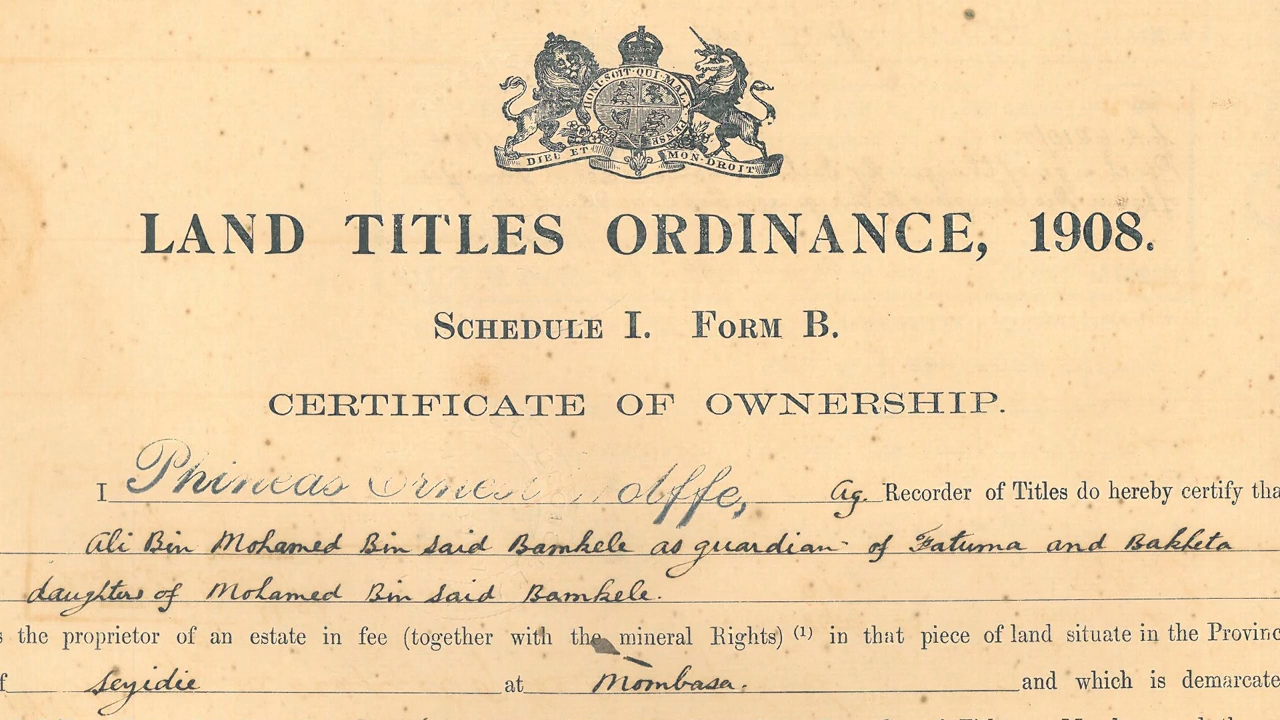 HONI·SOIT·QUI·MAL·Y PENSE
DIEU ET MON·DROIT
LAND TITLES ORDINANCE, 1908.
SCHEDULE I. FORM B.
CERTIFICATE OF OWNERSHIP.
I Phineas Ernest olffe, Ag. Recorder of Titles do hereby certify tha
Ali Bin Mohamed Bin Said Bamkele as guardian of Fatuma and Bakheta
daughters of Mohamed Bin Said Bamkele.
s the proprietor of an estate in fee (together with the mineral Rights) (1) in that piece of land situate in the Provinc
f Seyidie at Mombasa. and which is demarcate